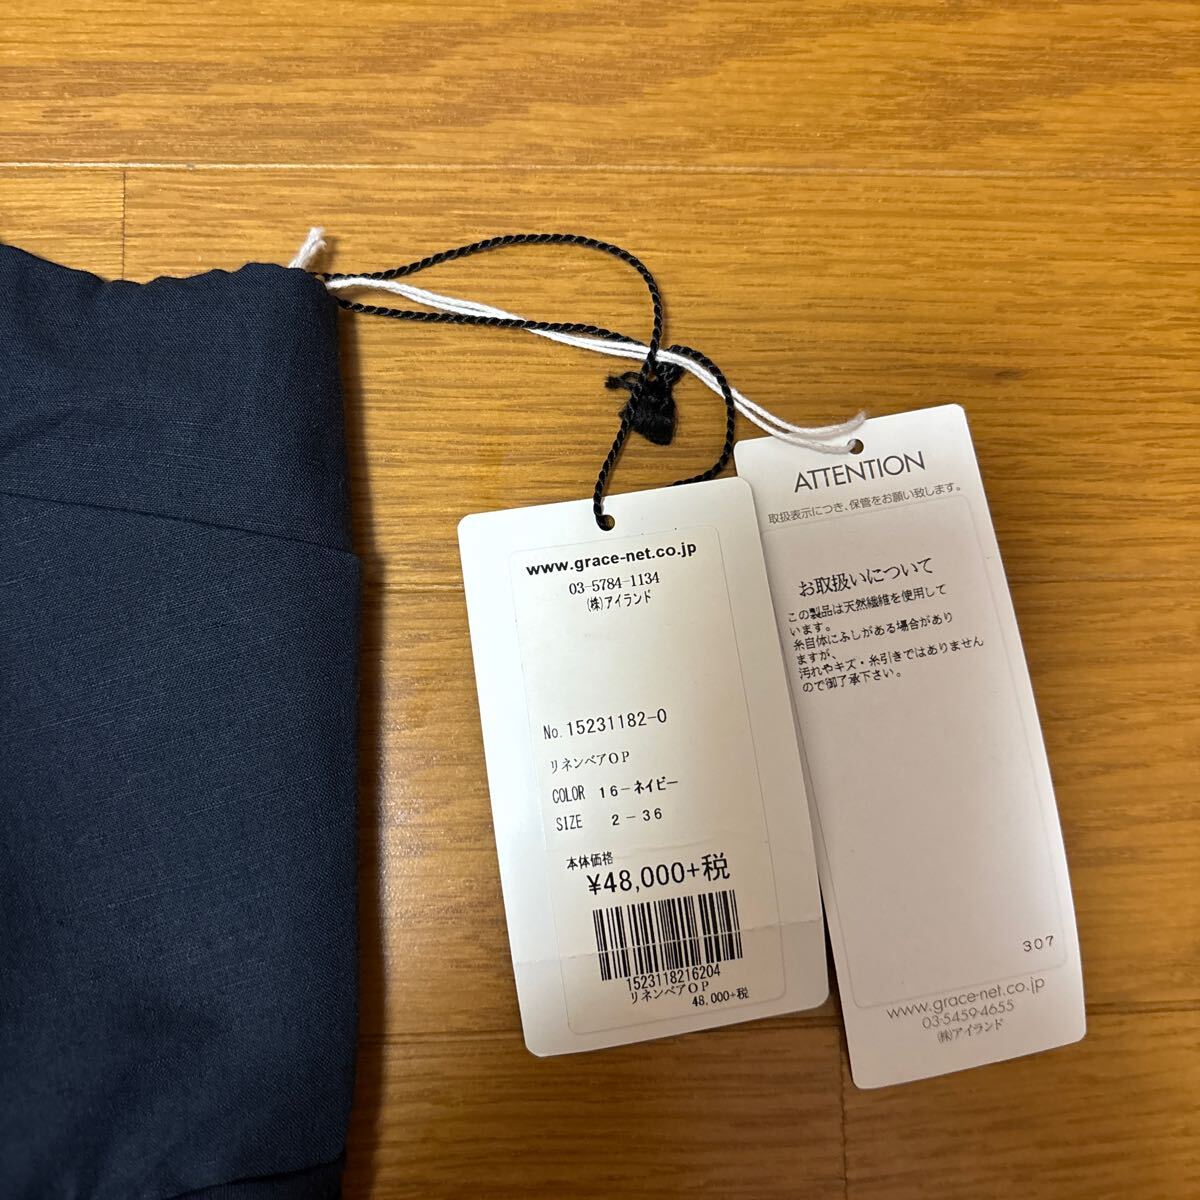 www.grace-net.co.jp
03-5784-1134
(株)アイランド
No. 15231182-0
リネンベアOP
COLOR 16-ネイビー
SIZE 2-36
本体価格
¥48,000+税
1523118216204
リネンベアOP
48,000+税
ATTENTION
取扱表示につき、保管をお願い致します。
お取扱いについて
この製品は天然繊維を使用して
います。
糸自体にふしがある場合があり
ますが、
汚れやキズ・糸引きではありません
ので御了承下さい。
307
www.grace-net.co.jp
03-5459-4655
(株)アイランド